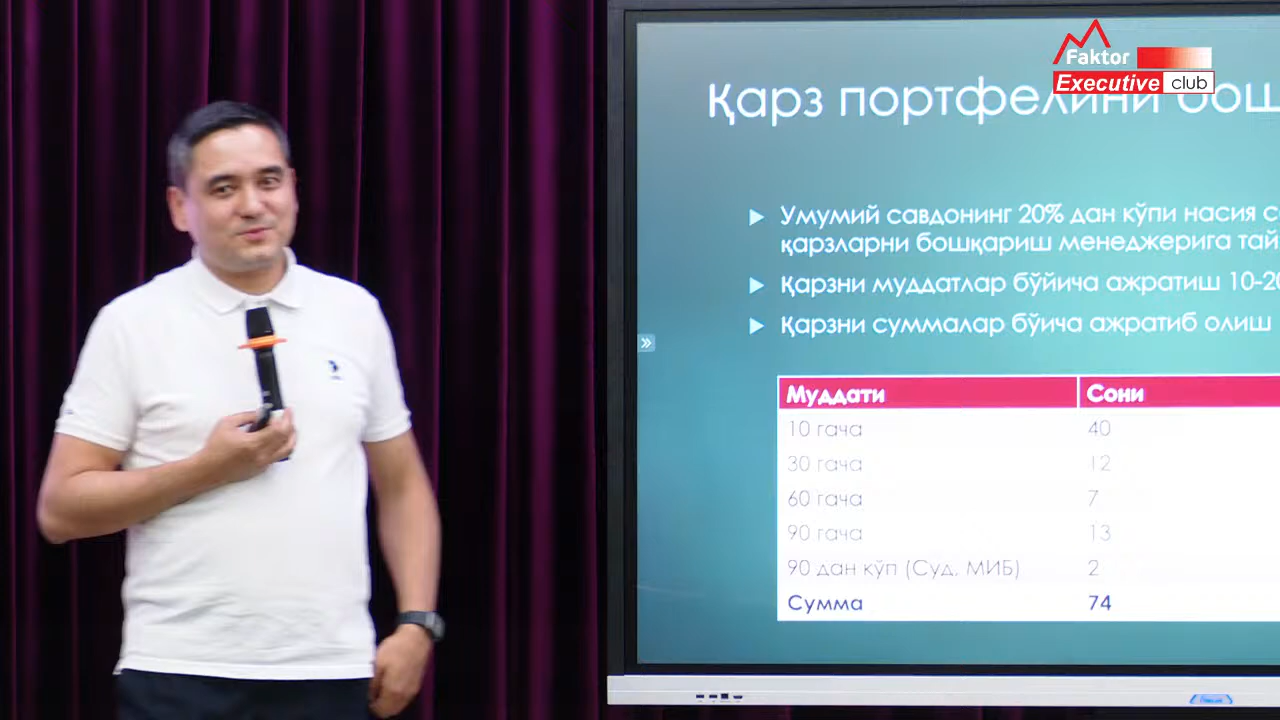 Faktor
Executive club
Қарз портфелини бош
Умумий савдонинг 20% дан кўпи насия с
қарзларни бошқариш менеджерига тай
Қарзни муддатлар бўйича ажратиш 10-20
Қарзни суммалар бўича ажратиб олиш
Муддати Сони
10 гача 40
30 гача 12
60 гача 7
90 гача 13
90 дан кўп (Суд, МИБ) 2
Сумма 74